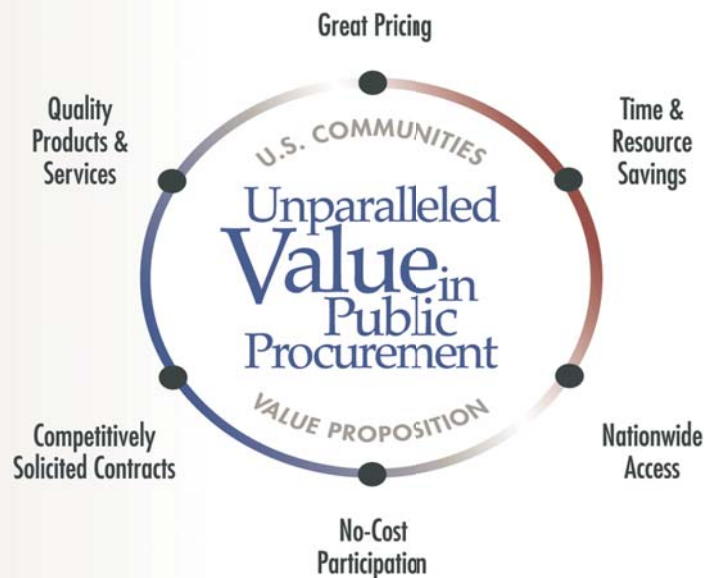 Great Pricing
Quality
Products &
Services
Time &
Resource
Savings
U.S. COMMUNITIES
Unparalleled
Value in
Public
Procurement
VALUE PROPOSITION
Competitively
Solicited Contracts
Nationwide
Access
No-Cost
Participation